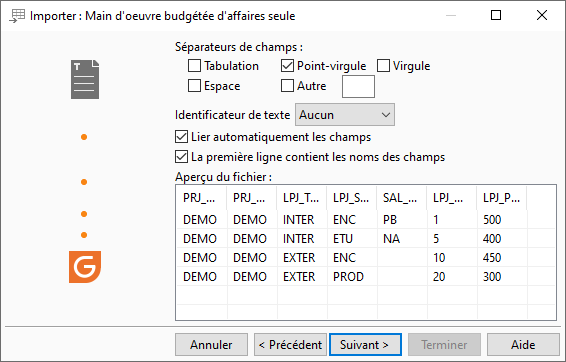 Importer : Main d'oeuvre budgétée d'affaires seule
Séparateurs de champs :
Tabulation Point-virgule Virgule
Espace Autre
Identificateur de texte Aucun
Lier automatiquement les champs
La première ligne contient les noms des champs
Aperçu du fichier :
PRJ_... PRJ_... LPJ_T... LPJ_S... SAL_... LPJ_... LPJ_P...
DEMO DEMO INTER ENC PB 1 500
DEMO DEMO INTER ETU NA 5 400
DEMO DEMO EXTER ENC 10 450
DEMO DEMO EXTER PROD 20 300
Annuler < Précédent Suivant > Terminer Aide